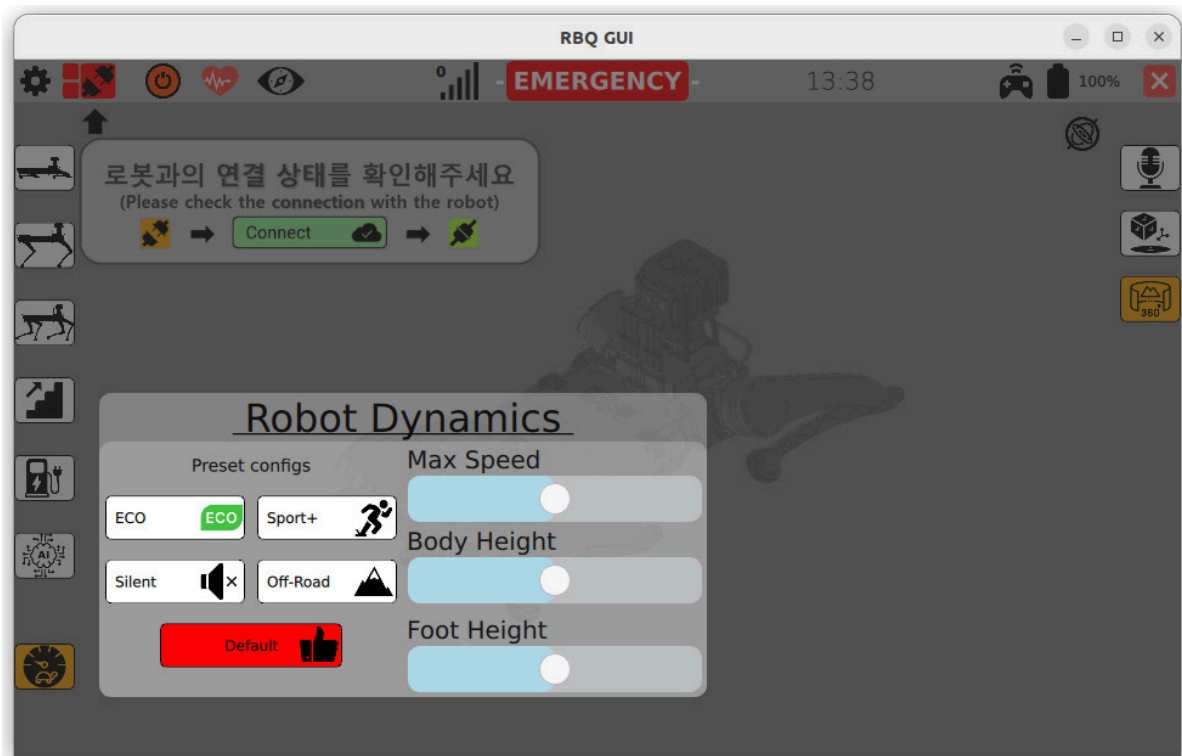 RBQ GUI
0
- EMERGENCY -
13:38
100%
로봇과의 연결 상태를 확인해주세요
(Please check the connection with the robot)
Connect
360°
AI
Robot Dynamics
Preset configs
ECO
ECO
Sport+
Silent
Off-Road
Default
Max Speed
Body Height
Foot Height